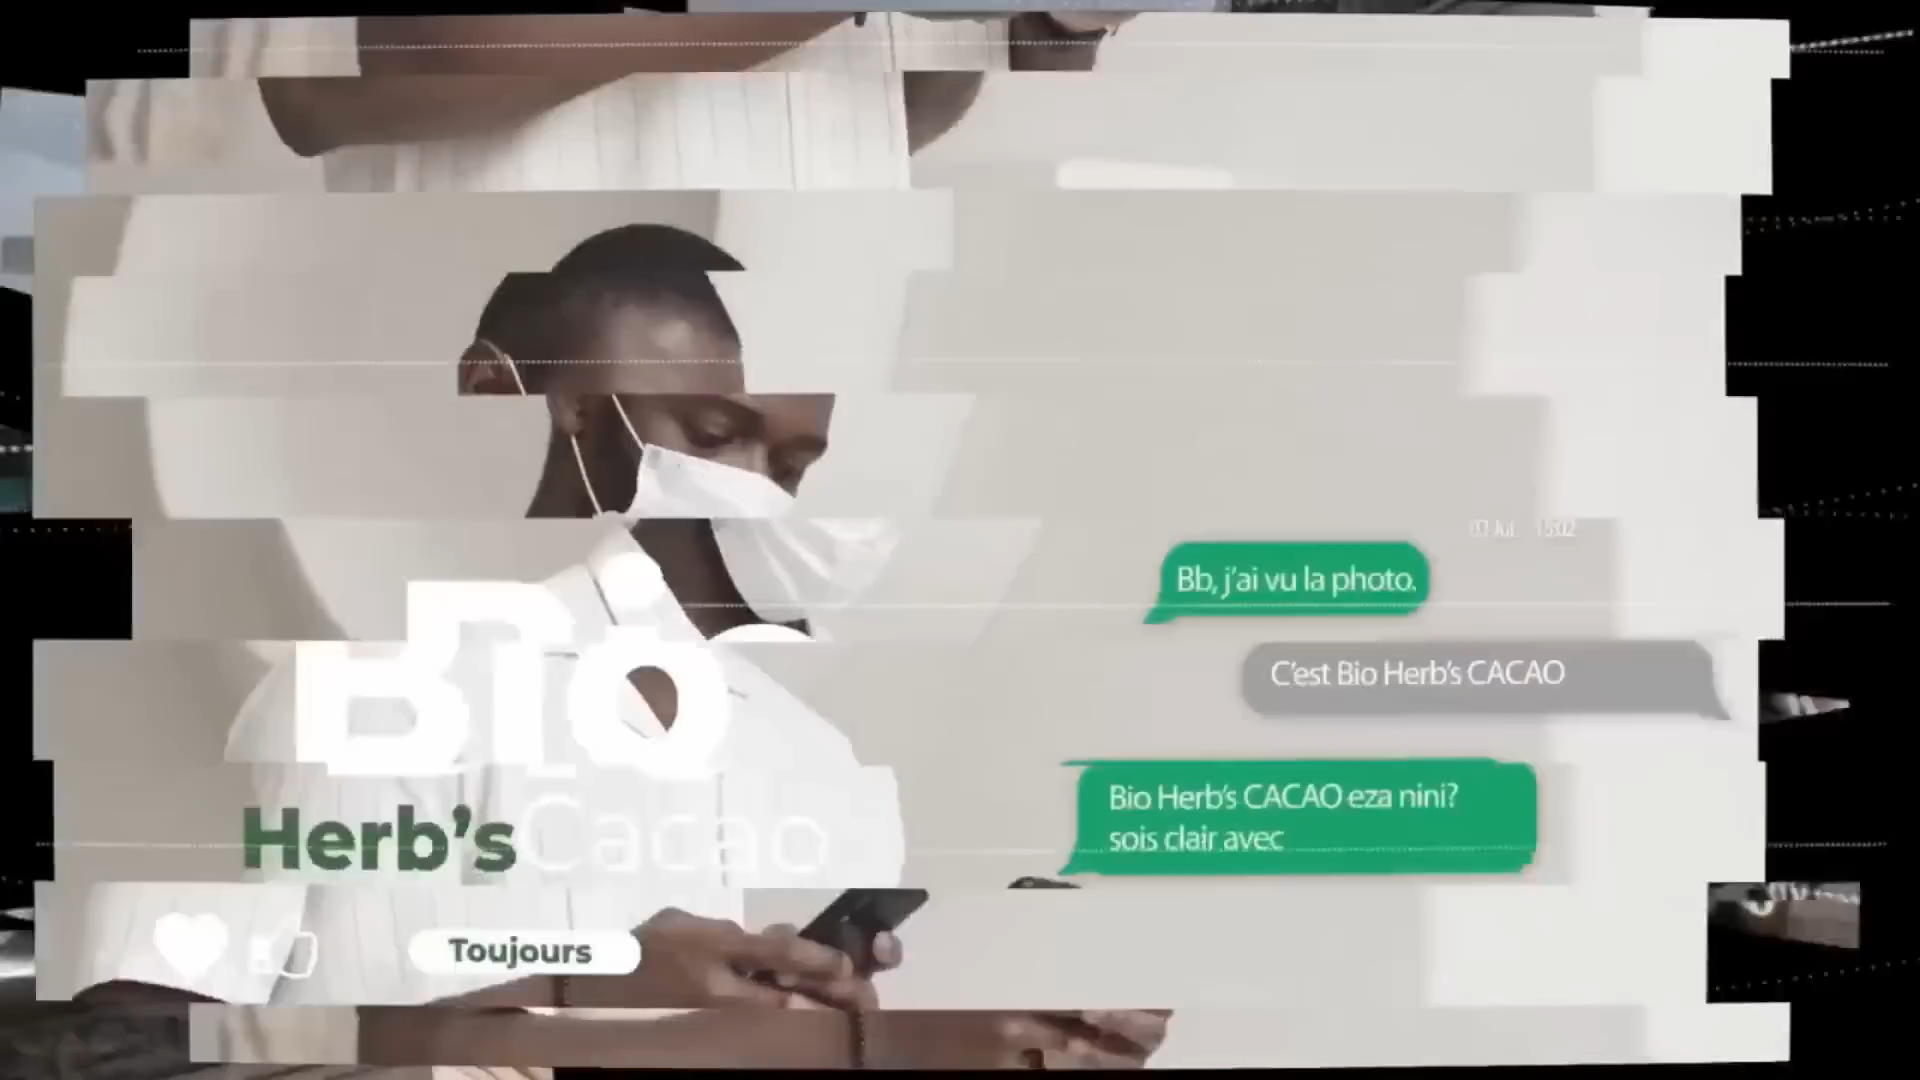 Bb, j'ai vu la photo.
C'est Bio Herb's CACAO
Bio Herb's CACAO eza nini?
sois clair avec
Bio
Herb's Cacao
Toujours